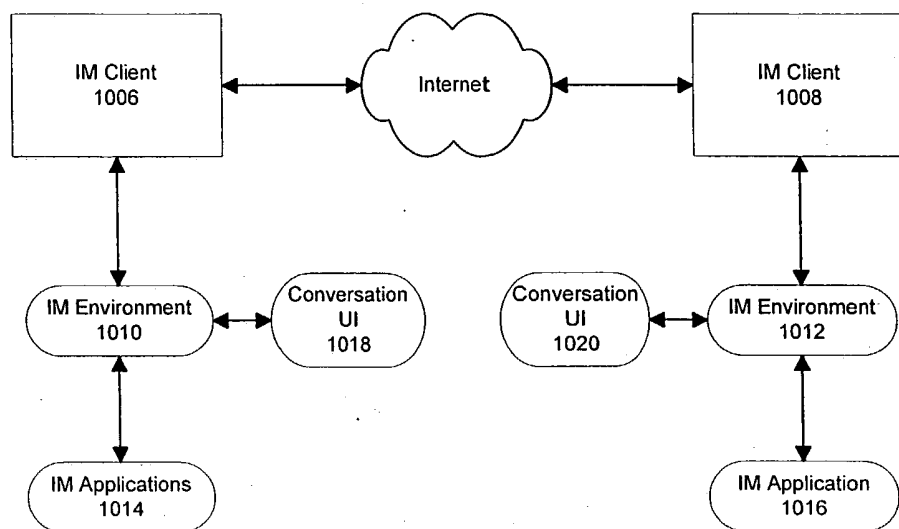 IM Client
1006
Internet
IM Client
1008
IM Environment
1010
Conversation
UI
1018
Conversation
UI
1020
IM Environment
1012
IM Applications
1014
IM Application
1016